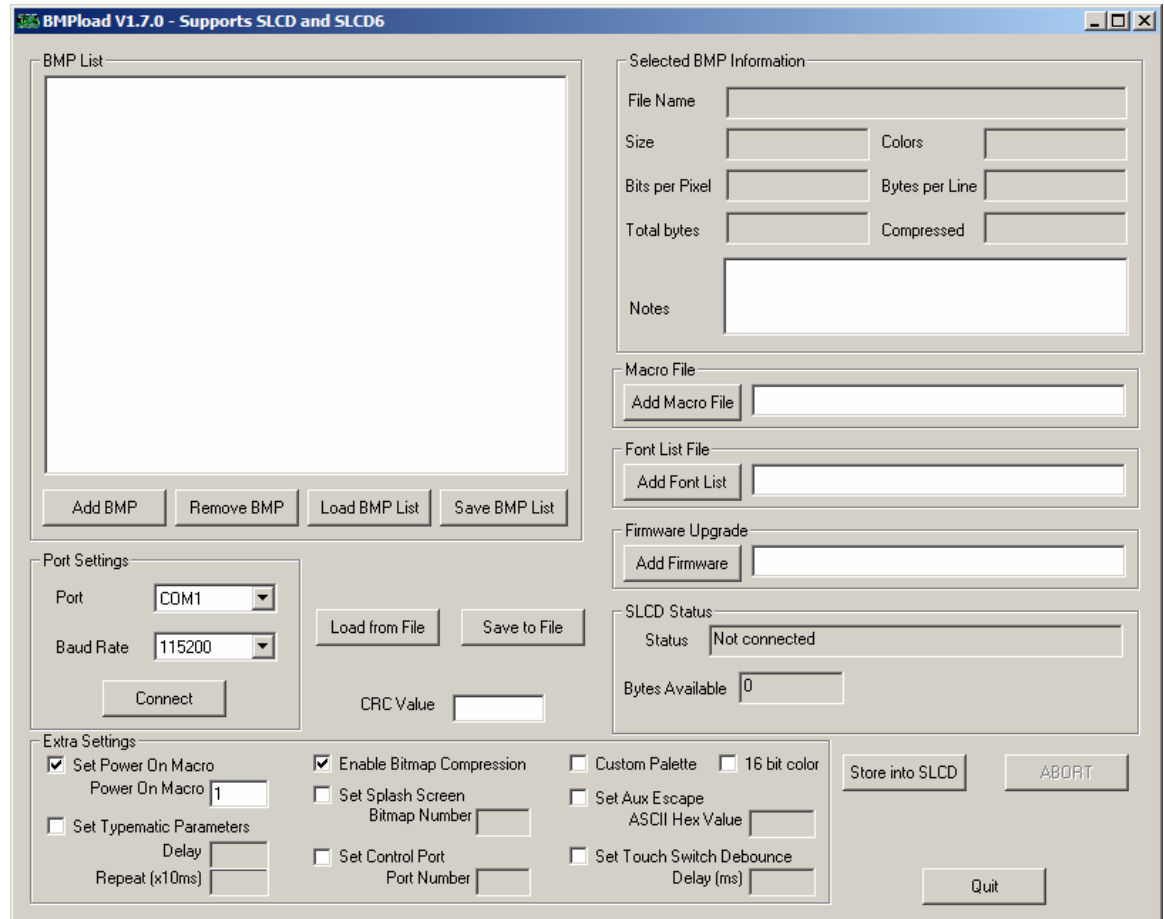 BMPload V1.7.0 - Supports SLCD and SLCD6
BMP List
Add BMP
Remove BMP
Load BMP List
Save BMP List
Selected BMP Information
File Name
Size
Colors
Bits per Pixel
Bytes per Line
Total bytes
Compressed
Notes
Macro File
Add Macro File
Font List File
Add Font List
Firmware Upgrade
Add Firmware
Port Settings
Port COM1
Baud Rate 115200
Connect
Load from File
Save to File
CRC Value
SLCD Status
Status Not connected
Bytes Available 0
Extra Settings
Set Power On Macro
Power On Macro 1
Set Typematic Parameters
Delay
Repeat (x10ms)
Enable Bitmap Compression
Set Splash Screen
Bitmap Number
Set Control Port
Port Number
Custom Palette
16 bit color
Set Aux Escape
ASCII Hex Value
Set Touch Switch Debounce
Delay (ms)
Store into SLCD
ABORT
Quit